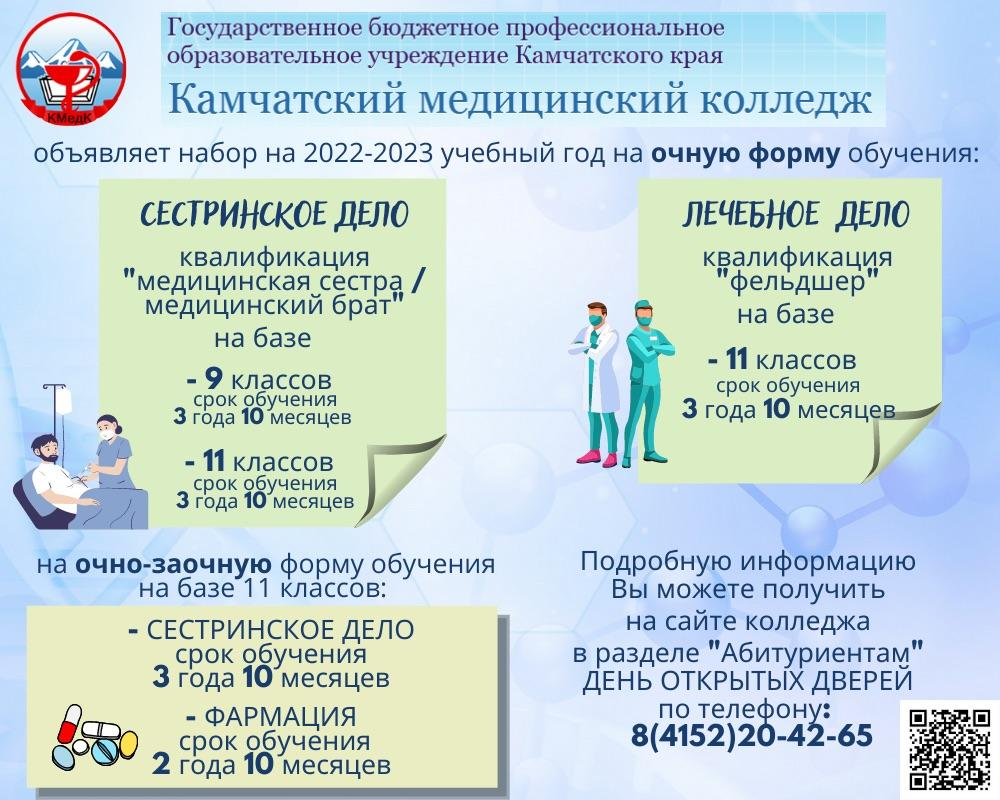 Государственное бюджетное профессиональное
образовательное учреждение Камчатского края
Камчатский медицинский колледж
КМедК
объявляет набор на 2022-2023 учебный год на очную форму обучения:
СЕСТРИНСКОЕ ДЕЛО
квалификация
"медицинская сестра /
медицинский брат"
на базе
- 9 классов
срок обучения
3 года 10 месяцев
- 11 классов
срок обучения
3 года 10 месяцев
ЛЕЧЕБНОЕ ДЕЛО
квалификация
"фельдшер"
на базе
- 11 классов
срок обучения
3 года 10 месяцев
на очно-заочную форму обучения
на базе 11 классов:
- СЕСТРИНСКОЕ ДЕЛО
срок обучения
3 года 10 месяцев
- ФАРМАЦИЯ
срок обучения
2 года 10 месяцев
Подробную информацию
Вы можете получить
на сайте колледжа
в разделе "Абитуриентам"
ДЕНЬ ОТКРЫТЫХ ДВЕРЕЙ
по телефону:
8(4152)20-42-65